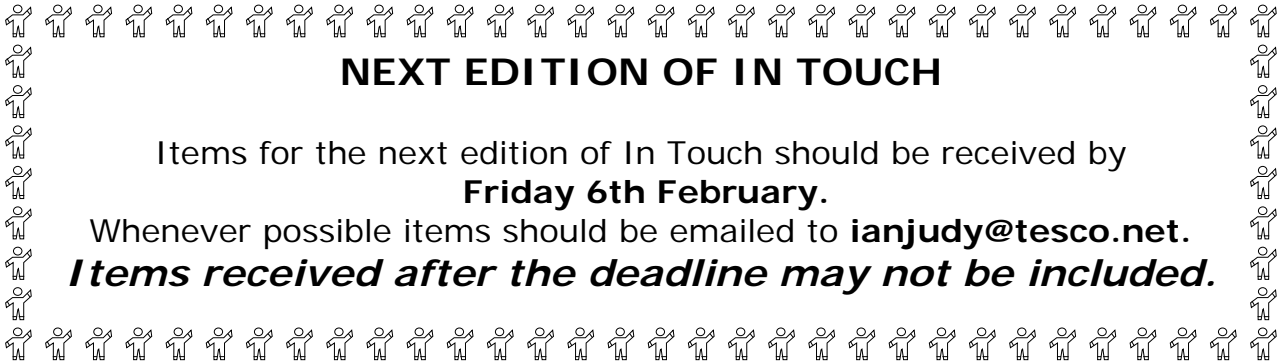 NEXT EDITION OF IN TOUCH
Items for the next edition of In Touch should be received by
Friday 6th February.
Whenever possible items should be emailed to ianjudy@tesco.net.
Items received after the deadline may not be included.